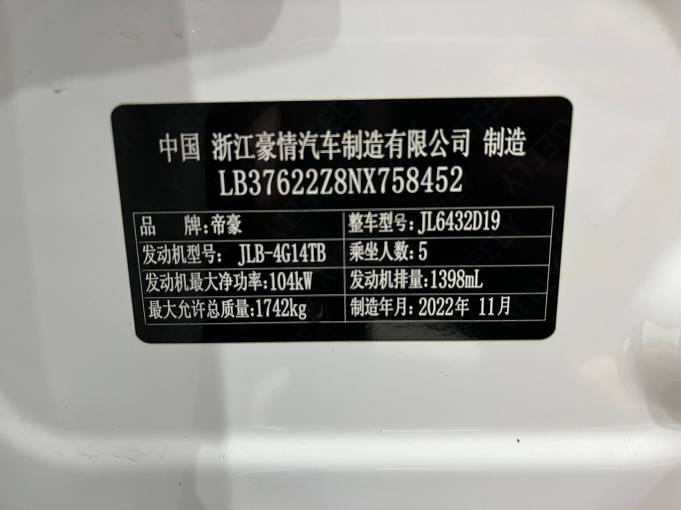 中国 浙江豪情汽车制造有限公司 制造
LB37622Z8NX758452
品 牌:帝豪 整车型号:JL6432D19
发动机型号: JLB-4G14TB 乘坐人数:5
发动机最大净功率:104kW 发动机排量:1398mL
最大允许总质量:1742kg 制造年月:2022年 11月